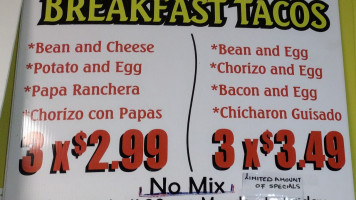 BREAKFAST TACOS
*Bean and Cheese
*Potato and Egg
*Papa Ranchera
*Chorizo con Papas
3 x $2.99
*Bean and Egg
*Chorizo and Egg
*Bacon and Egg
*Chicharon Guisado
3 x $3.49
No Mix
LIMITED AMOUNT
OF SPECIALS